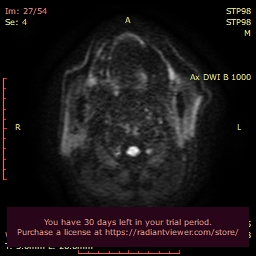 Im: 27/54
Se: 4
STP98
STP98
M
A
Ax DWI B 1000
R
L
You have 30 days left in your trial period.
Purchase a license at https://radiantviewer.com/store/